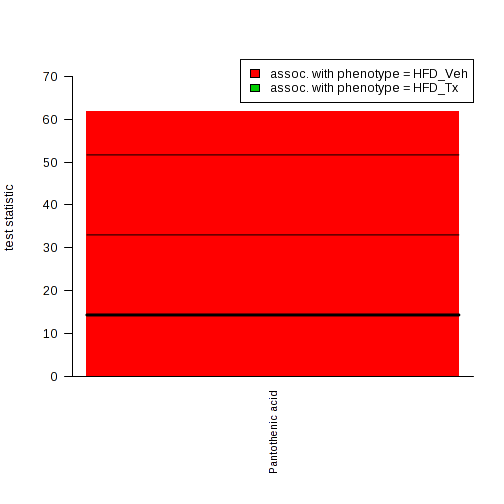 assoc. with phenotype = HFD_Veh
assoc. with phenotype = HFD_Tx
70
60
50
40
30
20
10
0
test statistic
Pantothenic acid